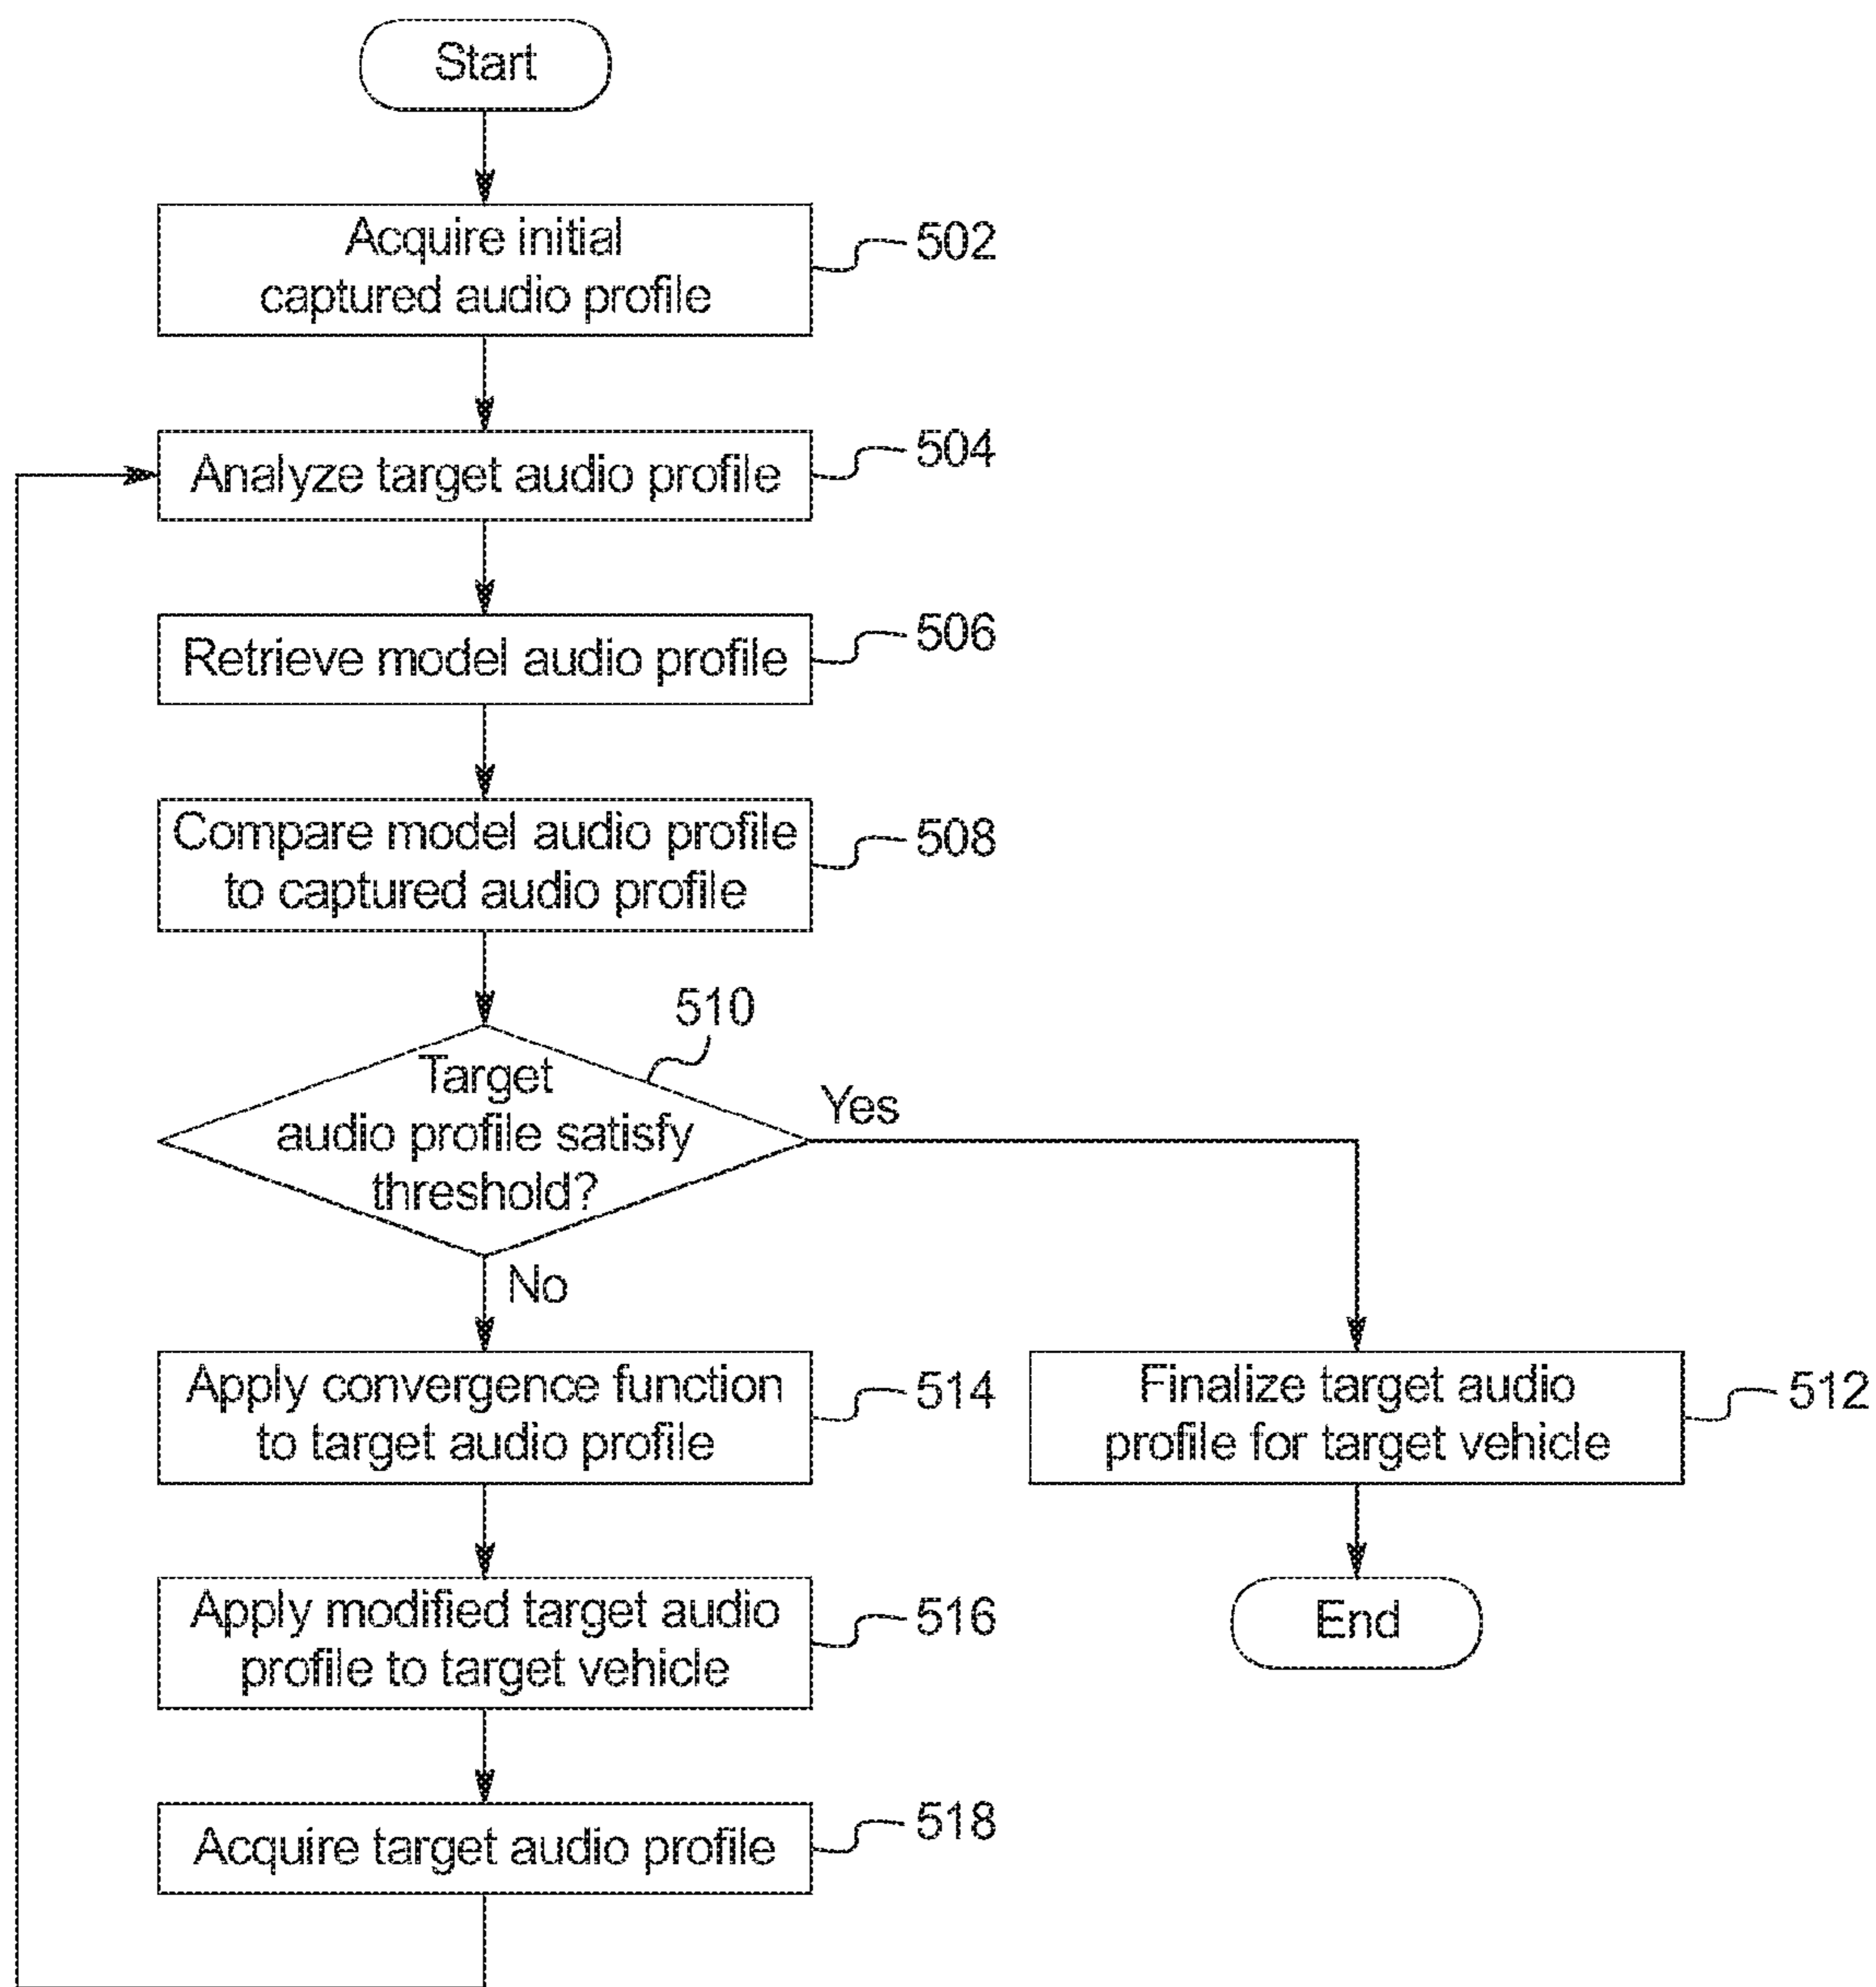 Start
Acquire initial
captured audio profile
502
Analyze target audio profile
504
Retrieve model audio profile
506
Compare model audio profile
to captured audio profile
508
510
Target
audio profile satisfy
threshold?
Yes
No
Apply convergence function
to target audio profile
514
Finalize target audio
profile for target vehicle
512
Apply modified target audio
profile to target vehicle
516
End
Acquire target audio profile
518